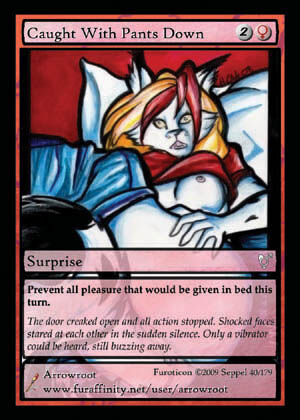 Caught With Pants Down 2
Surprise
Prevent all pleasure that would be given in bed this
turn.
The door creaked open and all action stopped. Shocked faces
stared at each other in the sudden silence. Only a vibrator
could be heard, still buzzing away.
Arrowroot
Furoticon ©2009 Seppel 40/179
www.furaffinity.net/user/arrowroot